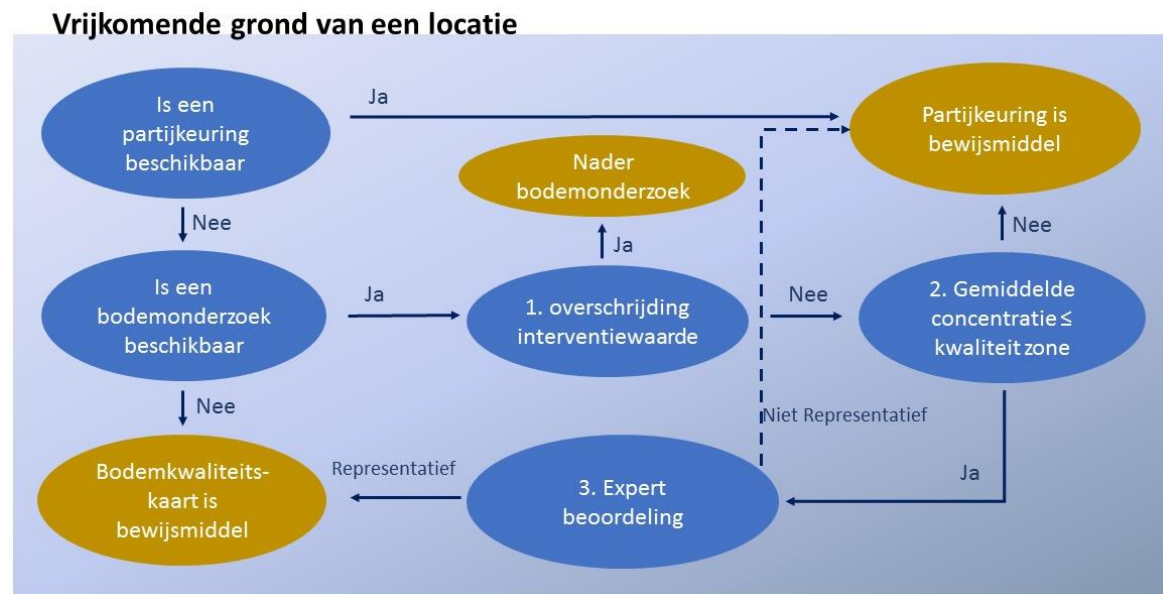 Vrijkomende grond van een locatie
Is een
partijkeuring
beschikbaar
Ja
Partijkeuring is
bewijsmiddel
Nader
bodemonderzoek
Nee
Ja
Nee
Is een
bodemonderzoek
beschikbaar
Ja
1. overschrijding
interventiewaarde
Nee
2. Gemiddelde
concentratie ≤
kwaliteit zone
Nee
Niet Representatief
Ja
Bodemkwaliteits-
kaart is
bewijsmiddel
Representatief
3. Expert
beoordeling